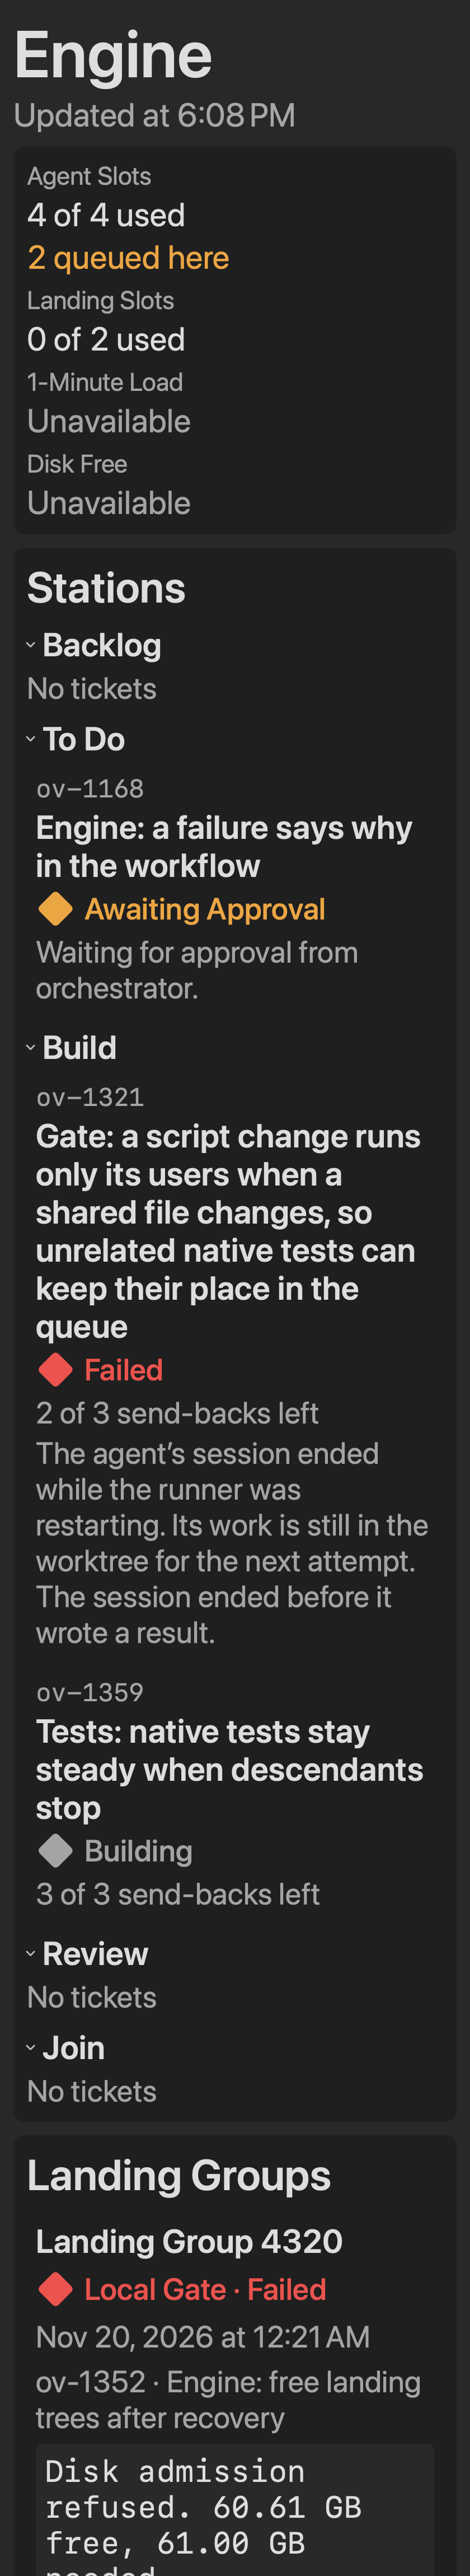 Engine
Updated at 6:08 PM
Agent Slots
4 of 4 used
2 queued here
Landing Slots
0 of 2 used
1-Minute Load
Unavailable
Disk Free
Unavailable
Stations
Backlog
No tickets
To Do
ov-1168
Engine: a failure says why
in the workflow
Awaiting Approval
Waiting for approval from
orchestrator.
Build
ov-1321
Gate: a script change runs
only its users when a
shared file changes, so
unrelated native tests can
keep their place in the
queue
Failed
2 of 3 send-backs left
The agent’s session ended
while the runner was
restarting. Its work is still in the
worktree for the next attempt.
The session ended before it
wrote a result.
ov-1359
Tests: native tests stay
steady when descendants
stop
Building
3 of 3 send-backs left
Review
No tickets
Join
No tickets
Landing Groups
Landing Group 4320
Local Gate · Failed
Nov 20, 2026 at 12:21 AM
ov-1352 · Engine: free landing
trees after recovery
Disk admission
refused. 60.61 GB
free, 61.00 GB